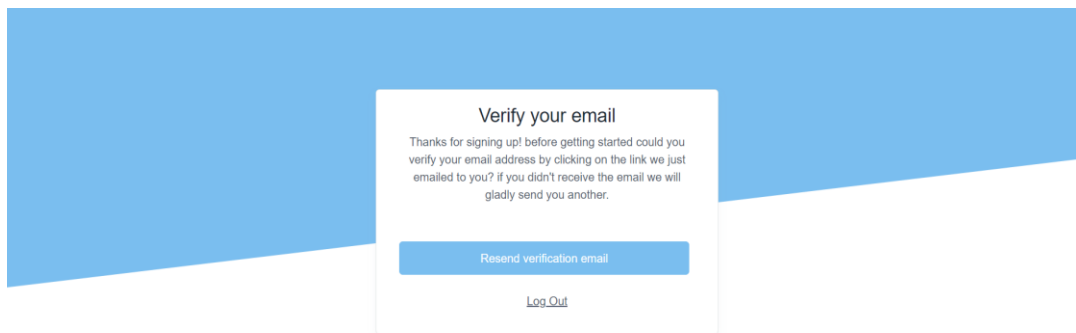 Verify your email
Thanks for signing up! before getting started could you
verify your email address by clicking on the link we just
emailed to you? if you didn't receive the email we will
gladly send you another.
Resend verification email
Log Out